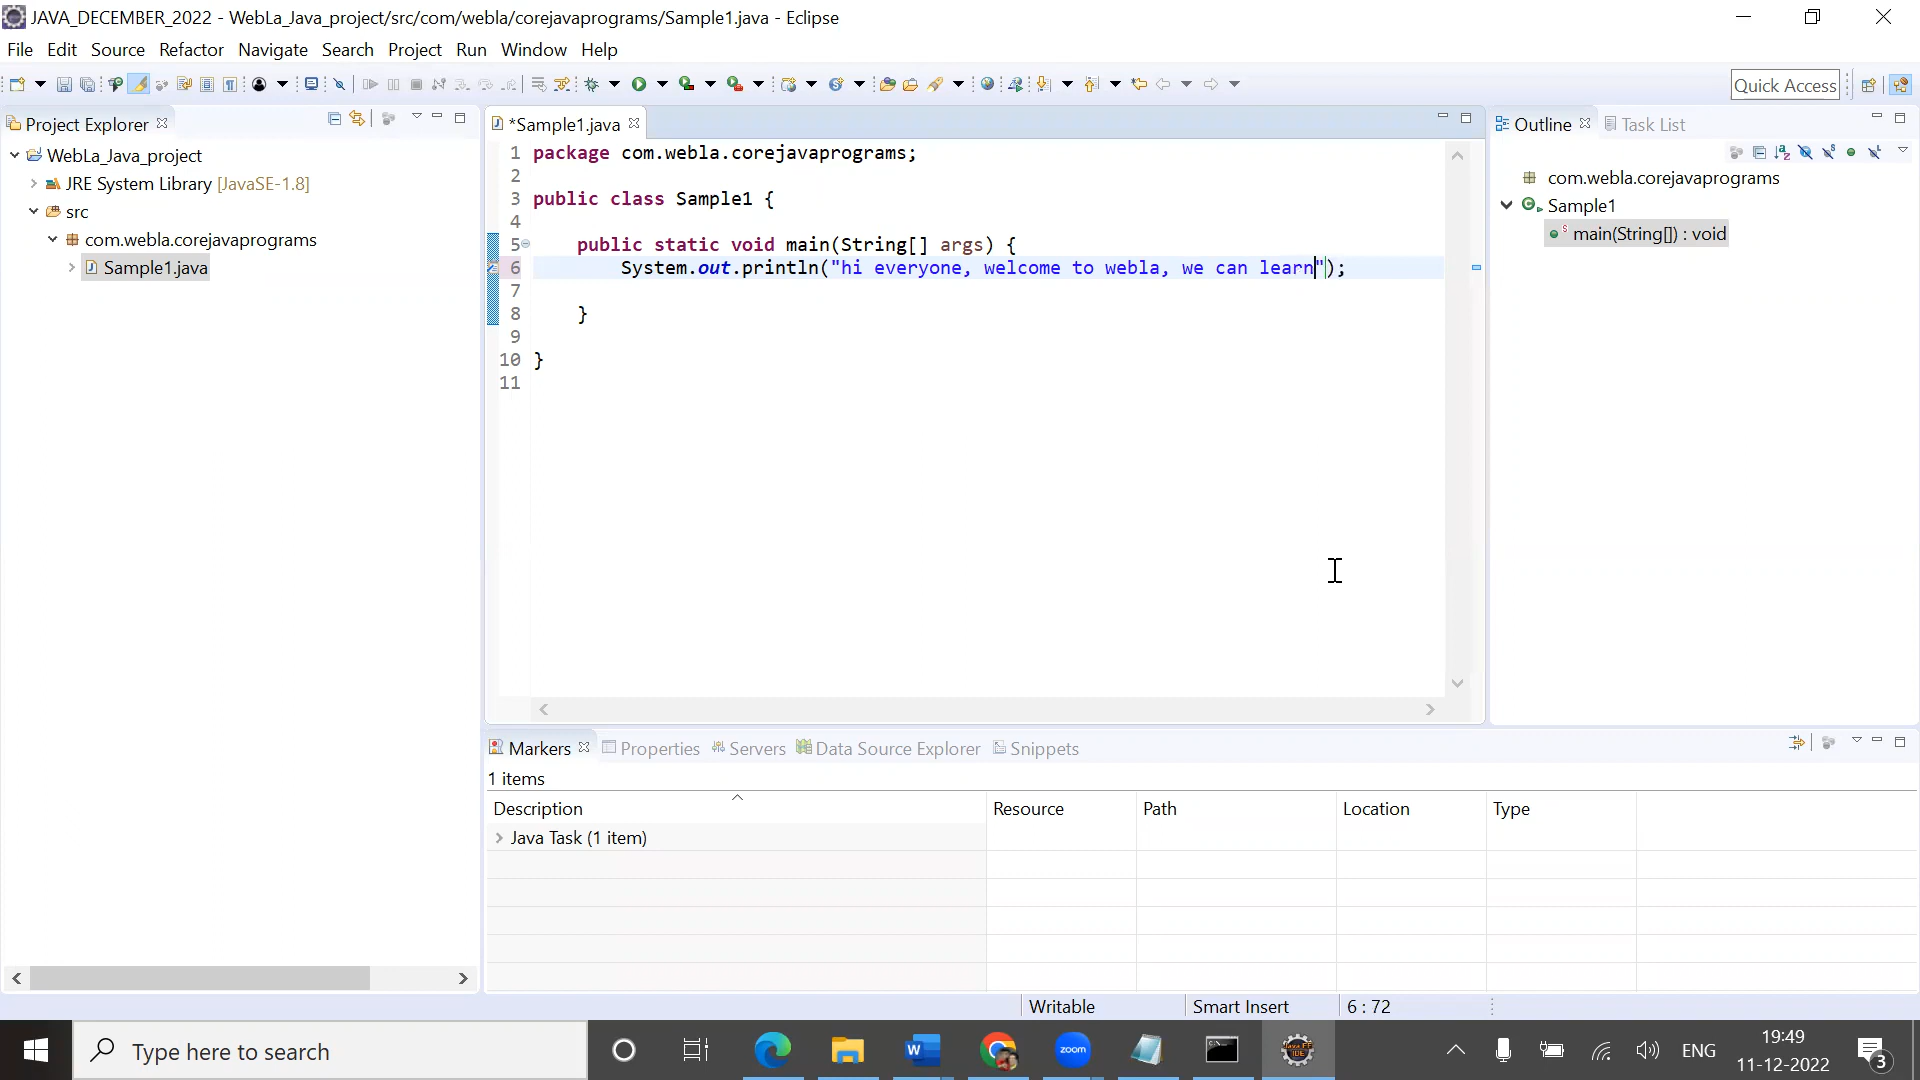 JAVA_DECEMBER_2022 - WebLa_Java_project/src/com/webla/corejavaprograms/Sample1.java - Eclipse
File Edit Source Refactor Navigate Search Project Run Window Help
Quick Access
Project Explorer
WebLa_Java_project
JRE System Library [JavaSE-1.8]
src
com.webla.corejavaprograms
Sample1.java
*Sample1.java
1 package com.webla.corejavaprograms;
2
3 public class Sample1 {
4
5 public static void main(String[] args) {
6 System.out.println("hi everyone, welcome to webla, we can learn");
7
8 }
9
10 }
11
Outline Task List
com.webla.corejavaprograms
Sample1
main(String[]) : void
Markers Properties Servers Data Source Explorer Snippets
1 items
Description Resource Path Location Type
Java Task (1 item)
Writable Smart Insert 6 : 72
Type here to search
zoom
ENG
19:49
11-12-2022
3